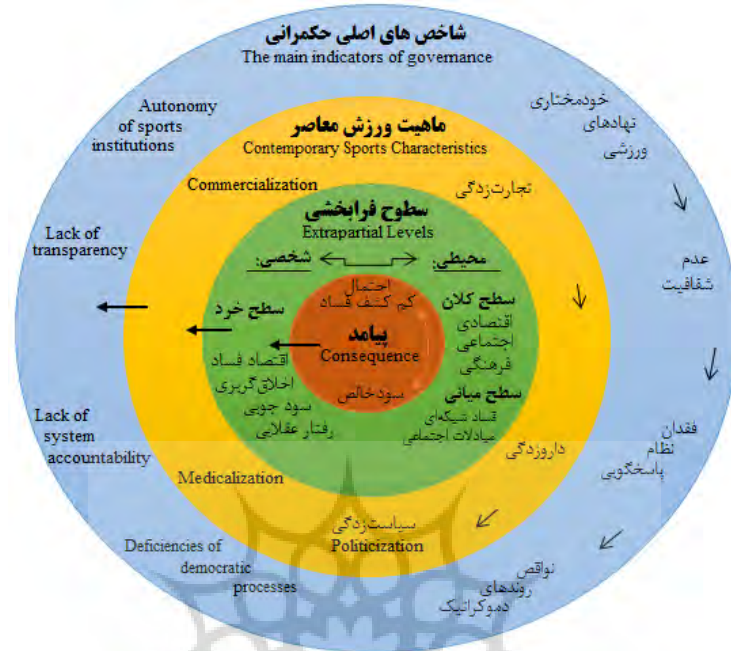 شاخص های اصلی حکمرانی
The main indicators of governance
خودمختاری
نهادهای
ورزشی
Autonomy
of sports
institutions
ماهیت ورزش معاصر
Contemporary Sports Characteristics
Commercialization
تجارت‌زدگی
سطوح فرابخشی
Extrapartial Levels
محیطی:
شخصی:
Lack of
transparency
عدم
شفافیت
احتمال
کم کشف فساد
سطح کلان
اقتصادی
اجتماعی
فرهنگی
سطح خرد
پیامد
Consequence
اقتصاد فساد
اخلاق‌گریزی
سود جویی
رفتار عقلایی
سود‌خالص
سطح میانی
فساد شبکه‌ای
مبادلات اجتماعی
Lack of
system
accountability
فقدان
نظام
پاسخگویی
Medicalization
داروزدگی
سیاست‌زدگی
Politicization
Deficiencies of
democratic
processes
نواقص
روندهای
دموکراتیک